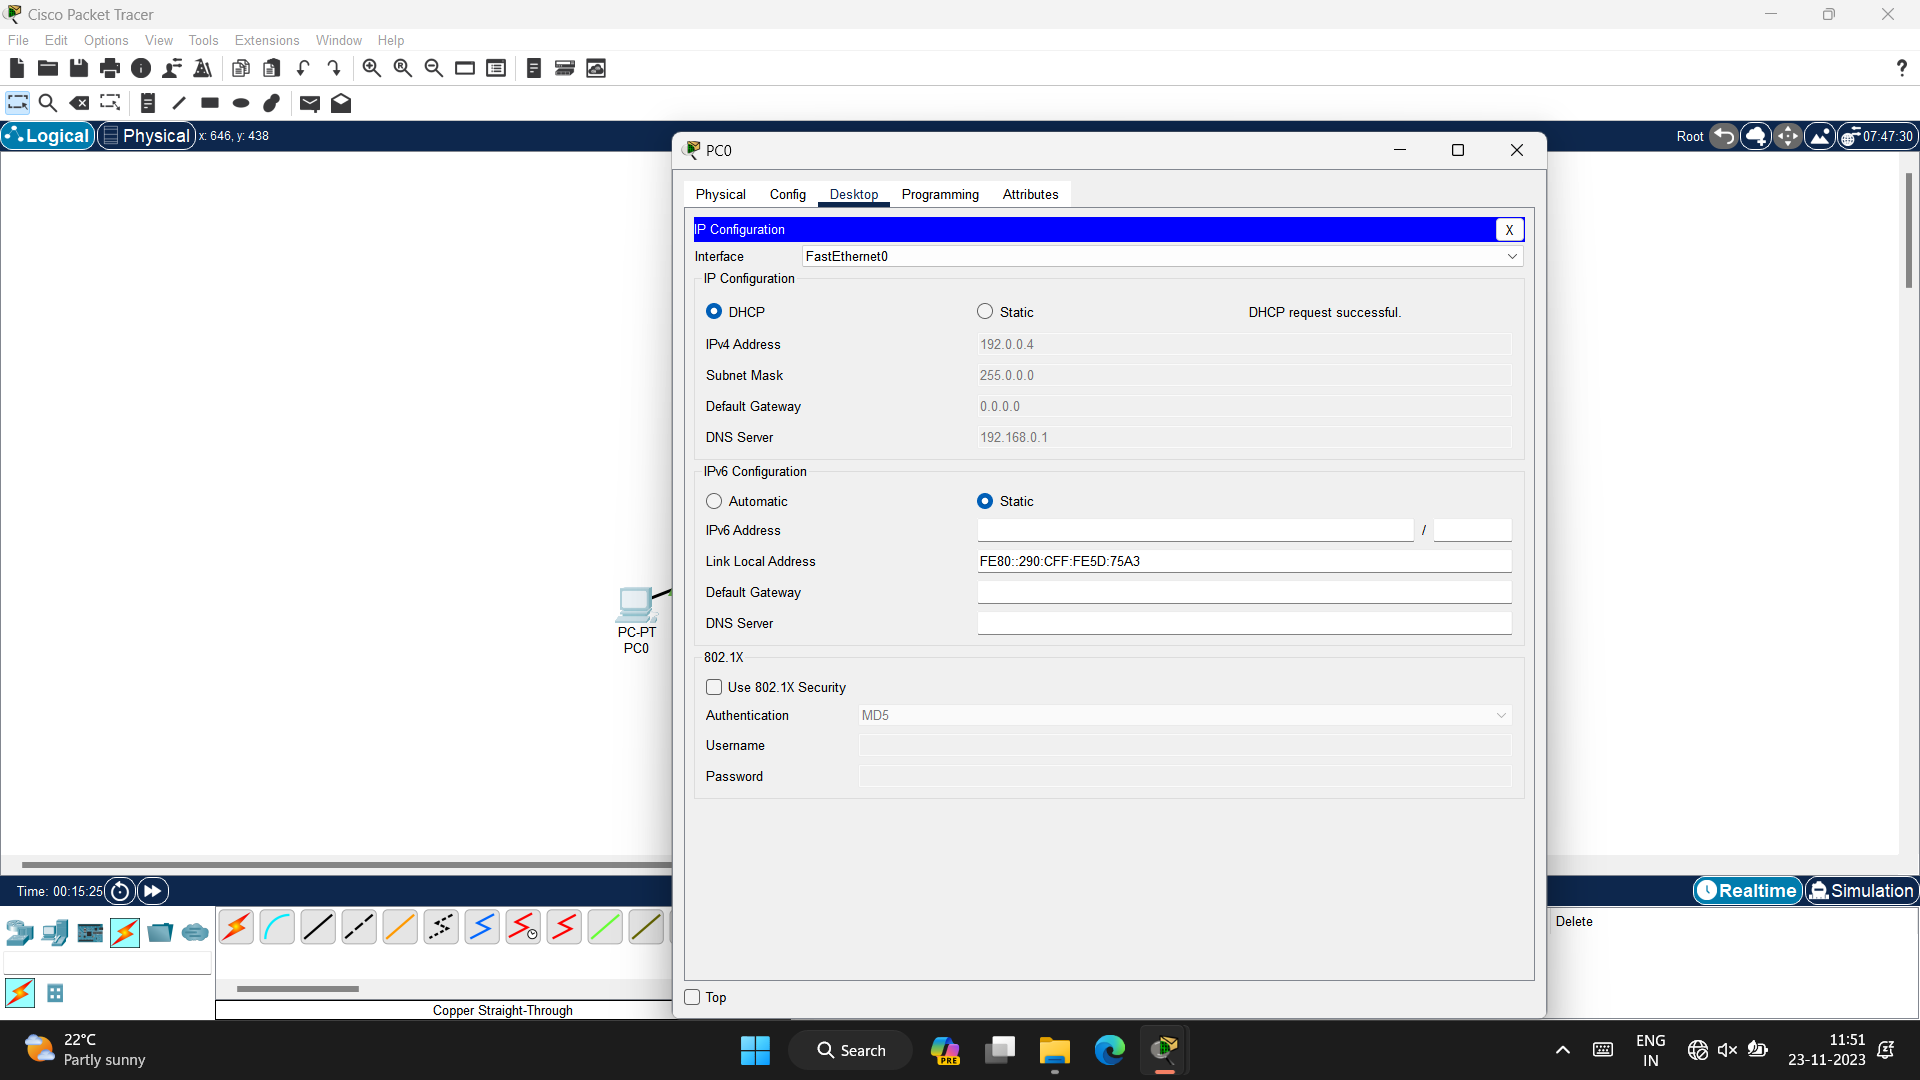 Cisco Packet Tracer
File Edit Options View Tools Extensions Window Help
?
Logical Physical x: 646, y: 438 Root 07:47:30
PC0
Physical Config Desktop Programming Attributes
IP Configuration X
Interface FastEthernet0
IP Configuration
DHCP Static DHCP request successful.
IPv4 Address 192.0.0.4
Subnet Mask 255.0.0.0
Default Gateway 0.0.0.0
DNS Server 192.168.0.1
IPv6 Configuration
Automatic Static
IPv6 Address /
Link Local Address FE80::290:CFF:FE5D:75A3
Default Gateway
DNS Server
PC-PT
PC0
802.1X
Use 802.1X Security
Authentication MD5
Username
Password
Time: 00:15:25 Realtime Simulation
Delete
Top
Copper Straight-Through
22°C
Partly sunny
Search
PRE
ENG
IN
11:51
23-11-2023